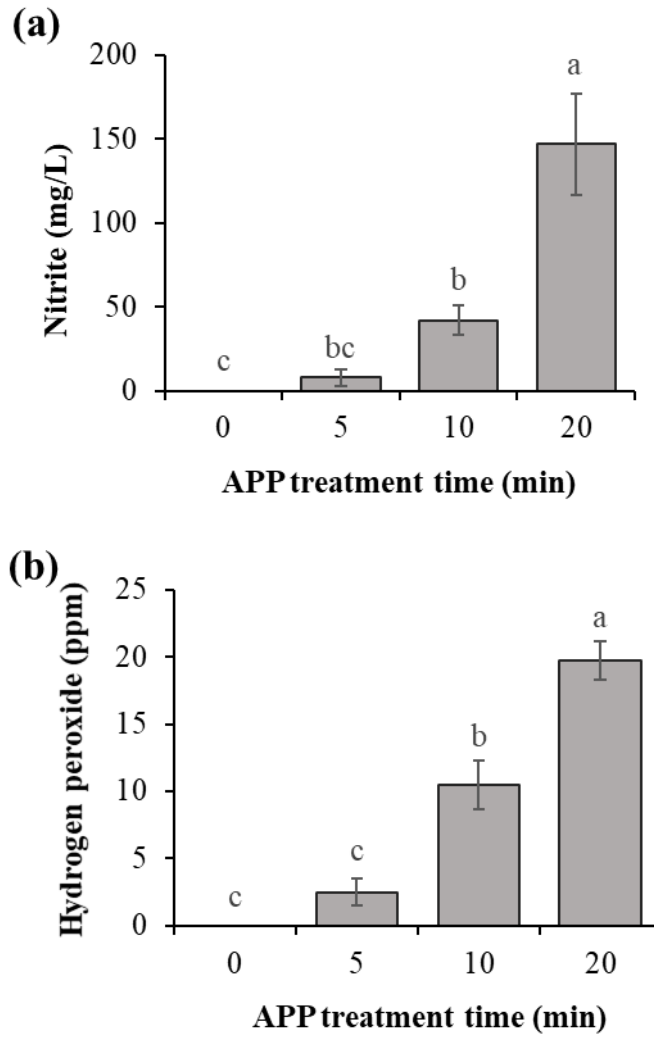 (a)
Nitrite (mg/L)
200
150
100
50
0
c
bc
b
a
0 5 10 20
APP treatment time (min)
(b)
Hydrogen peroxide (ppm)
25
20
15
10
5
0
c
c
b
a
0 5 10 20
APP treatment time (min)